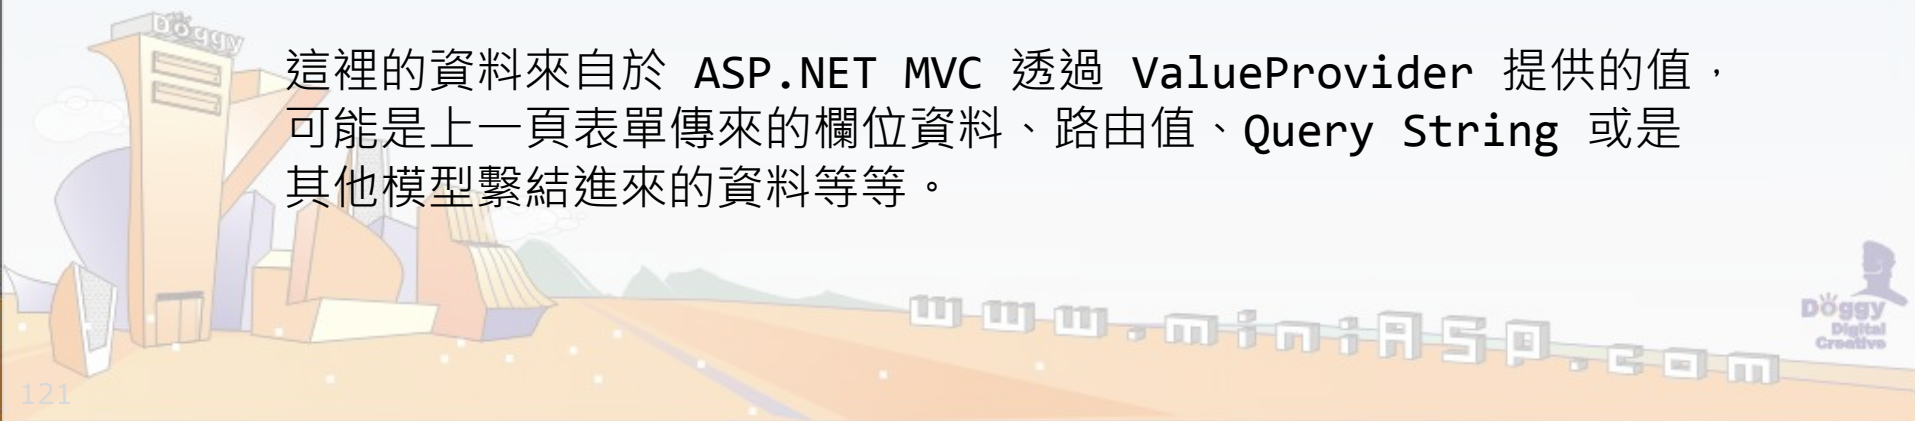 Döggy
這裡的資料來自於 ASP.NET MVC 透過 ValueProvider 提供的值，
可能是上一頁表單傳來的欄位資料、路由值、Query String 或是
其他模型繫結進來的資料等等。
www.miniASP.com
Döggy
Digital
Creative
121